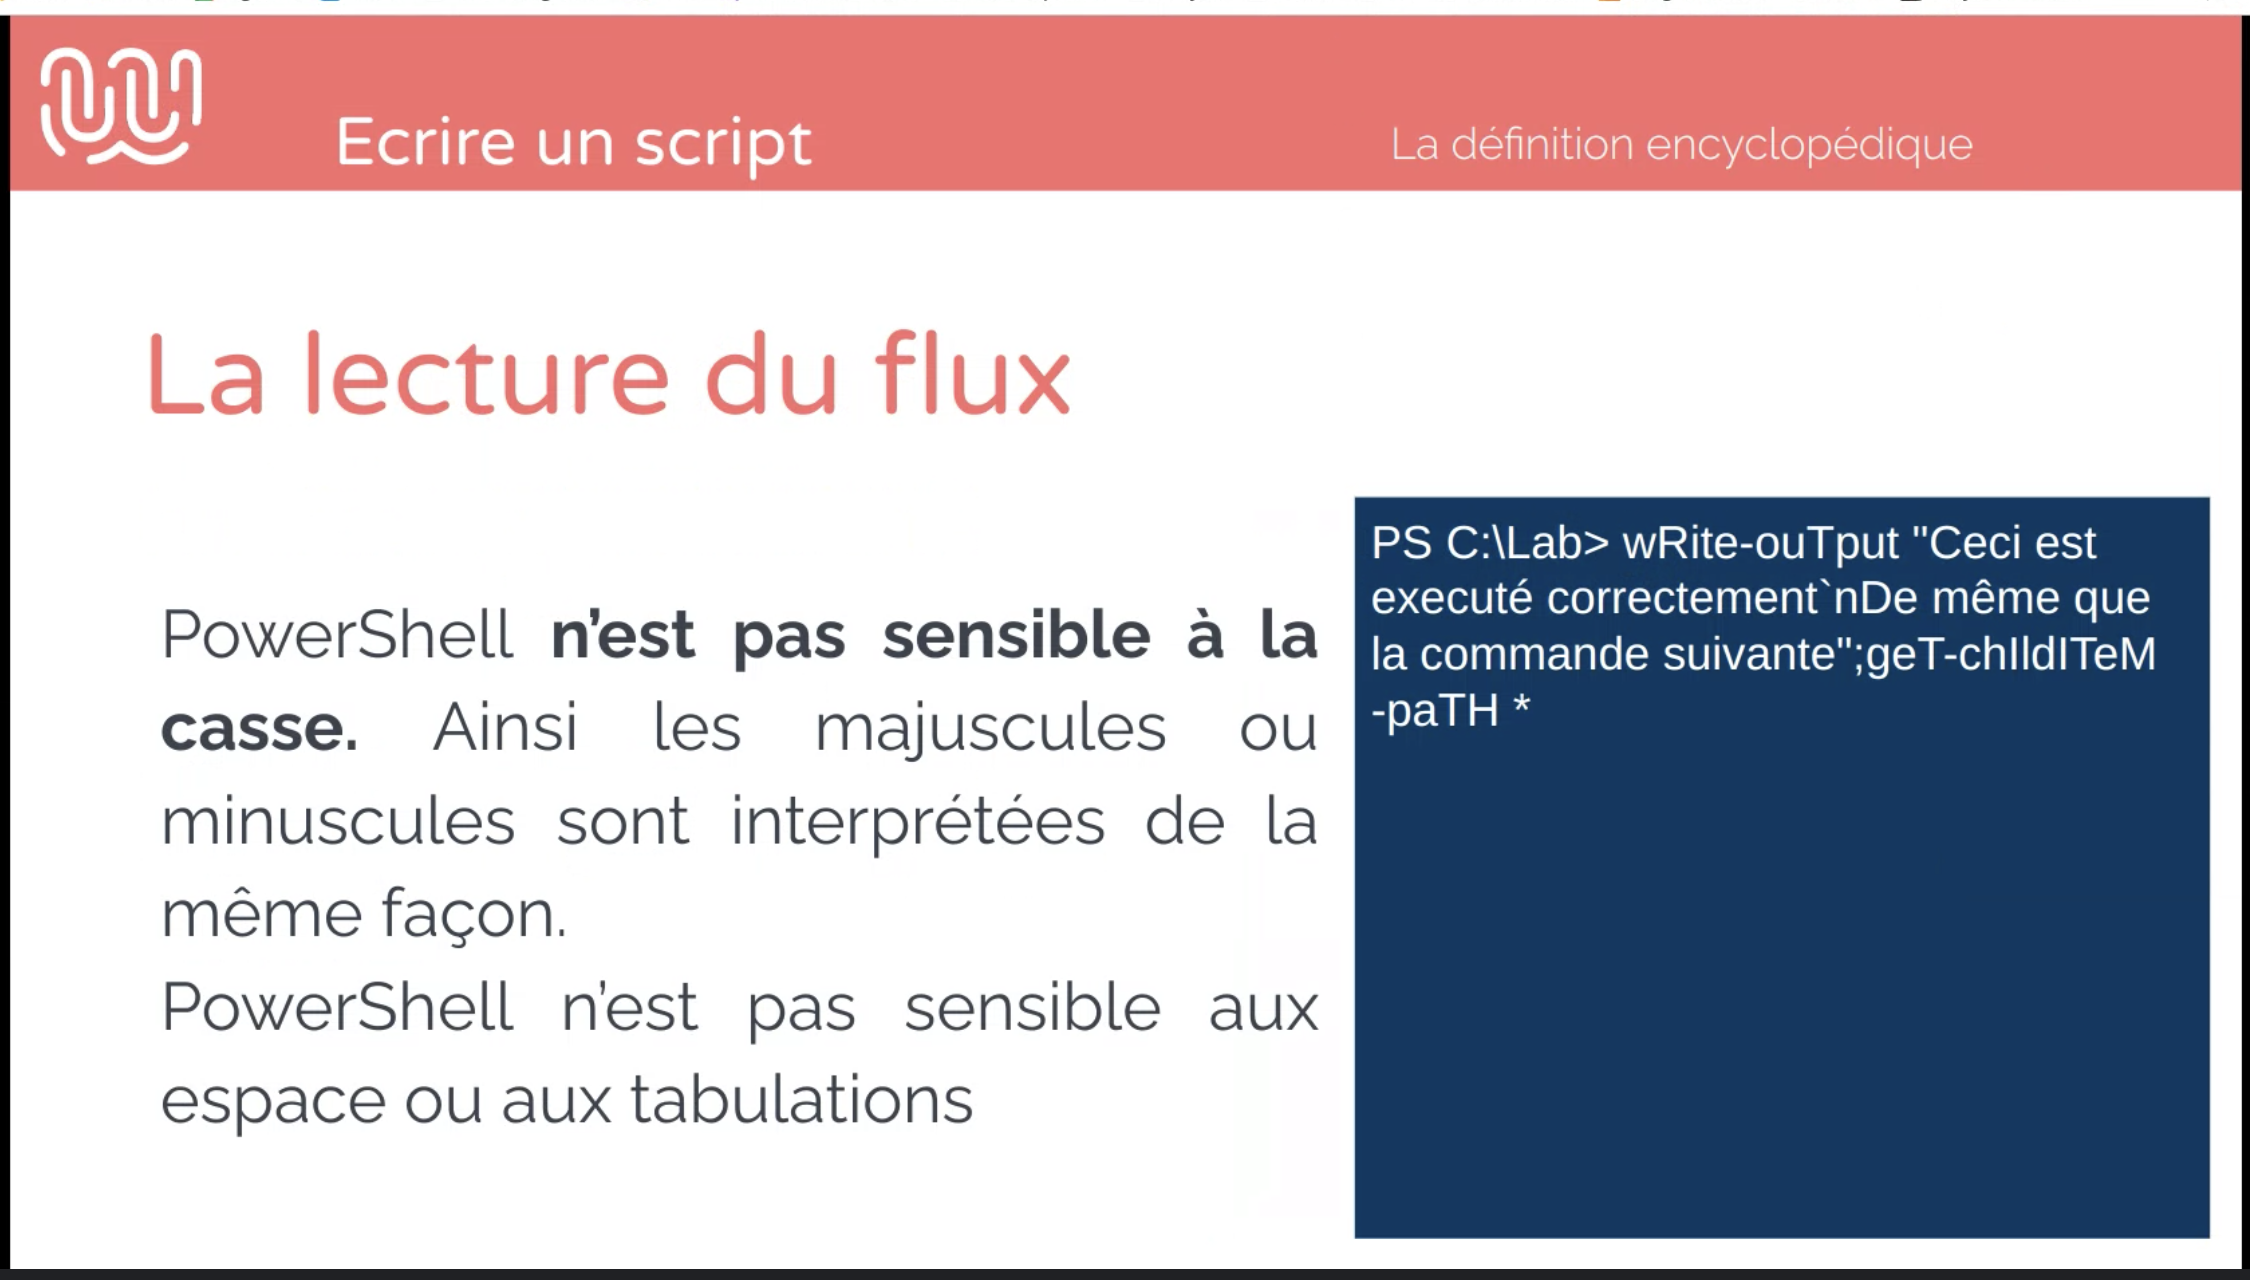 Ecrire un script
La définition encyclopédique
La lecture du flux
PowerShell n'est pas sensible à la
casse. Ainsi les majuscules ou
minuscules sont interprétées de la
même façon.
PowerShell n'est pas sensible aux
espace ou aux tabulations
PS C:\Lab> wRite-ouTput "Ceci est
executé correctement`nDe même que
la commande suivante";geT-chIldITeM
-paTH *